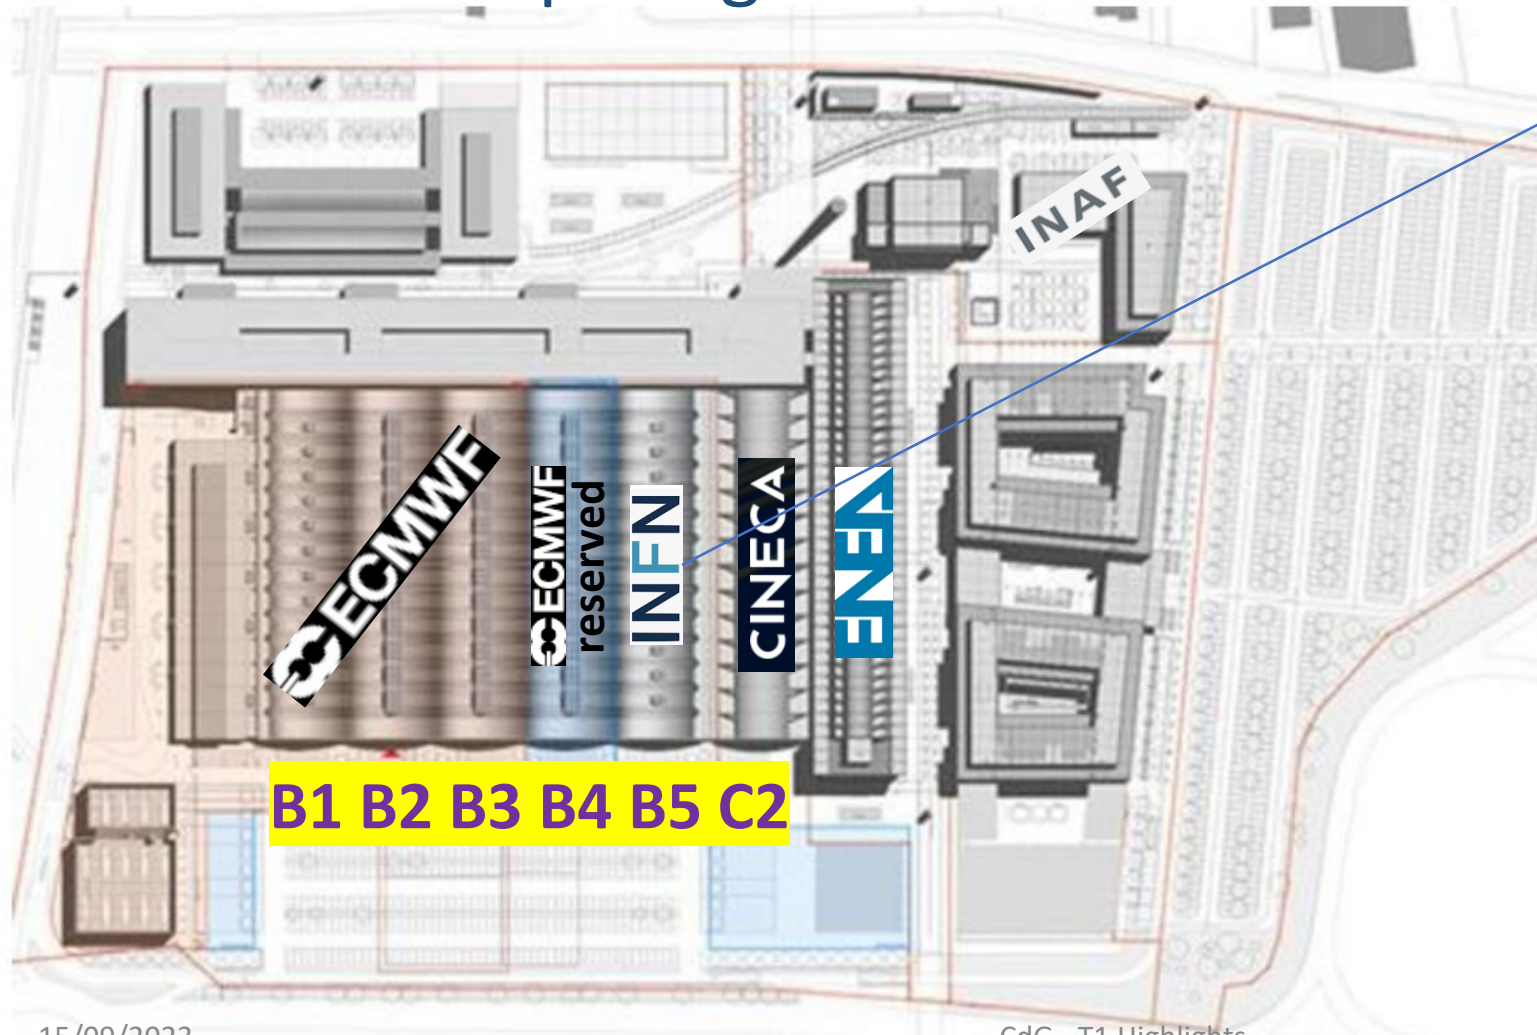 INAF
ECMWF
ECMWF
reserved
INFN
CINECA
ENEA
B1 B2 B3 B4 B5 C2